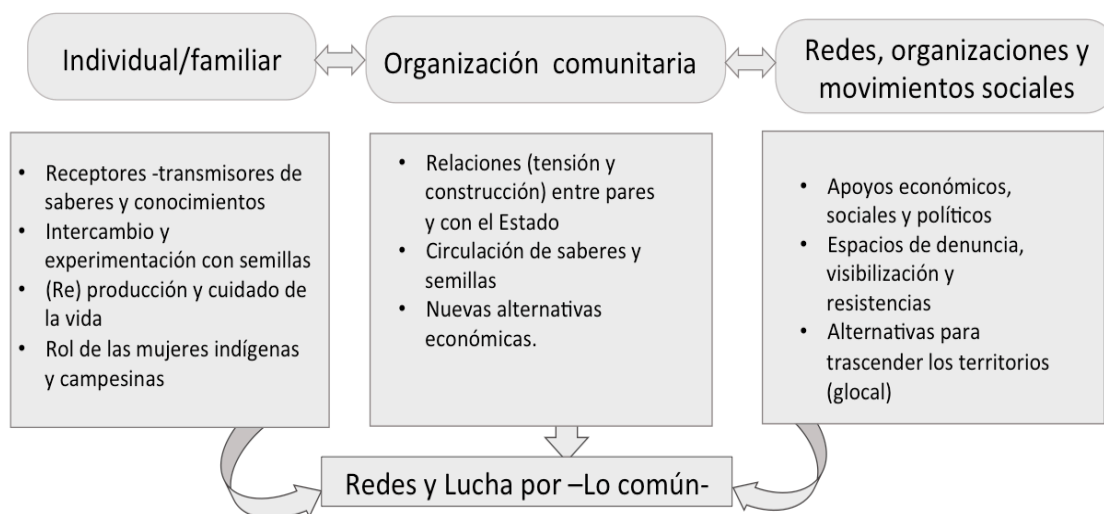 Individual/familiar
Organización comunitaria
Redes, organizaciones y
movimientos sociales
• Receptores -transmisores de
saberes y conocimientos
• Intercambio y
experimentación con semillas
• (Re) producción y cuidado de
la vida
• Rol de las mujeres indígenas
y campesinas
• Relaciones (tensión y
construcción) entre pares
y con el Estado
• Circulación de saberes y
semillas
• Nuevas alternativas
económicas.
• Apoyos económicos,
sociales y políticos
• Espacios de denuncia,
visibilización y
resistencias
• Alternativas para
trascender los territorios
(glocal)
Redes y Lucha por –Lo común-